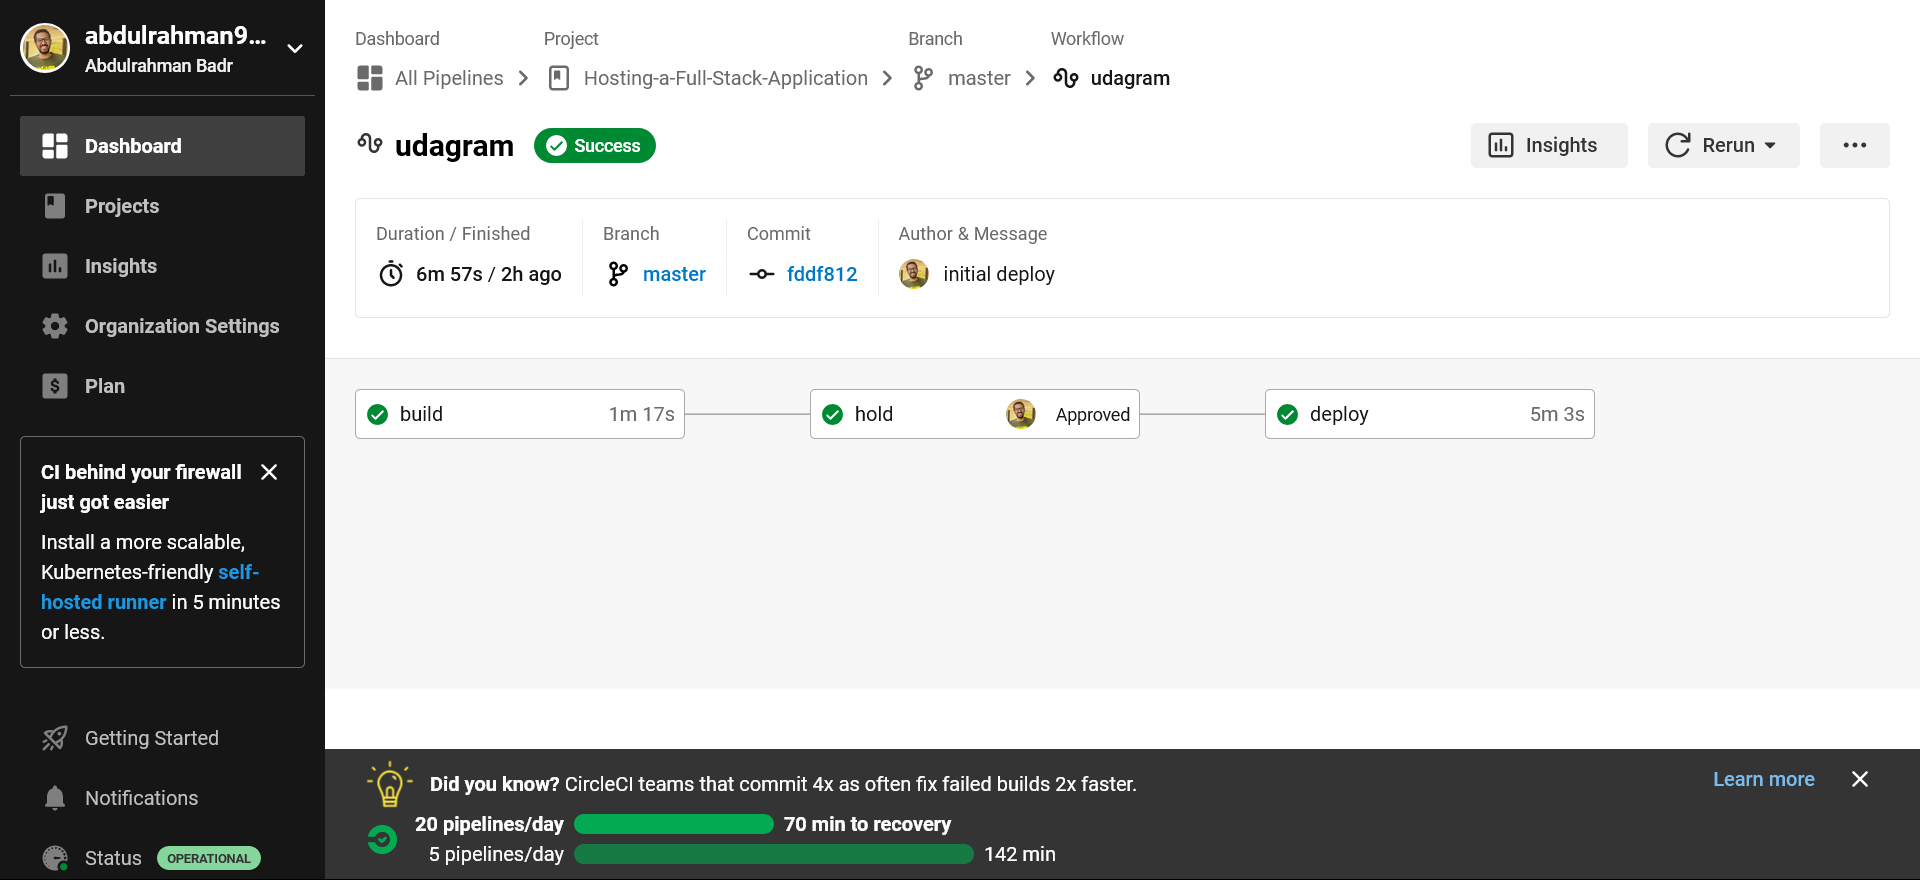 abdulrahman9...
Abdulrahman Badr
Dashboard
Projects
Insights
Organization Settings
Plan
CI behind your firewall
just got easier
Install a more scalable,
Kubernetes-friendly self-
hosted runner in 5 minutes
or less.
Getting Started
Notifications
Status OPERATIONAL
Dashboard Project Branch Workflow
All Pipelines Hosting-a-Full-Stack-Application master udagram
udagram Success Insights Rerun
Duration / Finished Branch Commit Author & Message
6m 57s / 2h ago master fddf812 initial deploy
build 1m 17s hold Approved deploy 5m 3s
Did you know? CircleCI teams that commit 4x as often fix failed builds 2x faster. Learn more
20 pipelines/day 70 min to recovery
5 pipelines/day 142 min